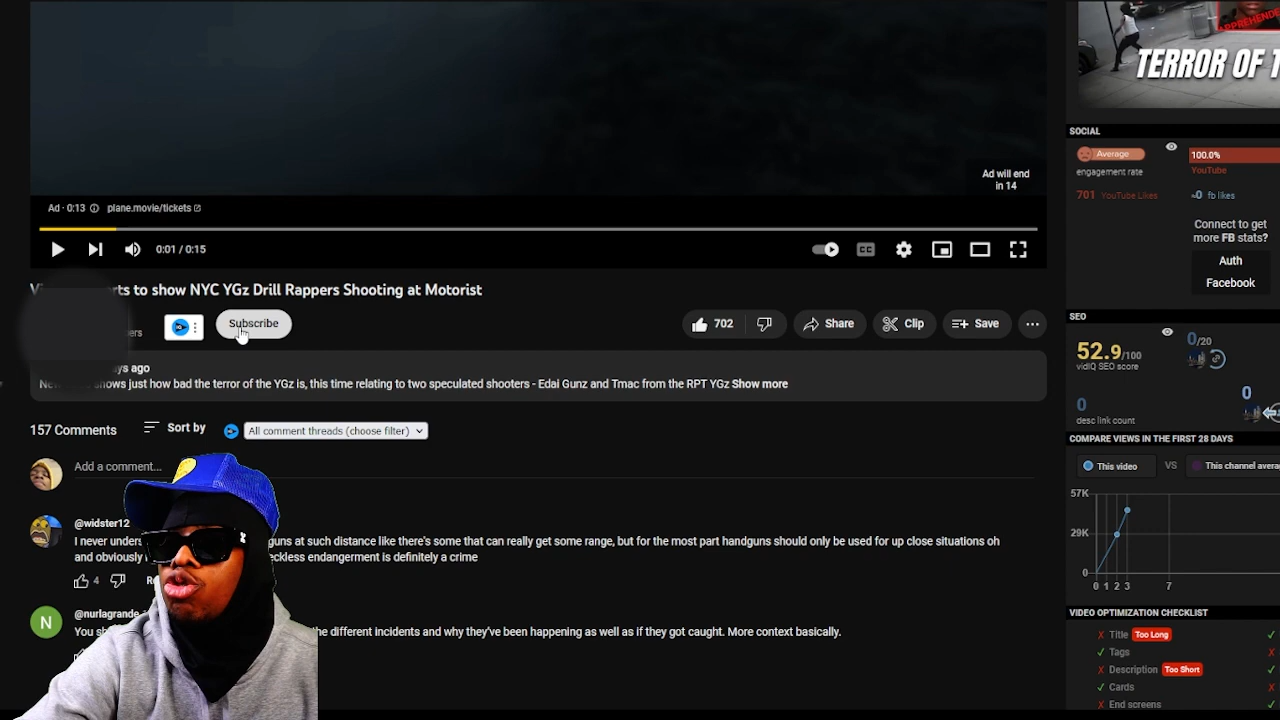 Ad will end
in 14
Ad · 0:13 plane.movie/tickets
0:01 / 0:15
CC
to show NYC YGz Drill Rappers Shooting at Motorist
Subscribe
702
Share
Clip
Save
ago
shows just how bad the terror of the YGz is, this time relating to two speculated shooters - Edai Gunz and Tmac from the RPT YGz Show more
157 Comments
Sort by
All comment threads (choose filter)
Add a comment...
@widster12
I never guns at such distance like there's some that can really get some range, but for the most part handguns should only be used for up close situations oh
and obviously endangerment is definitely a crime
4
N
@nurlagrande
the different incidents and why they've been happening as well as if they got caught. More context basically.
TERROR OF
SOCIAL
Average
engagement rate
100.0%
YouTube
701 YouTube Likes
0 fb likes
Connect to get
more FB stats?
Auth
Facebook
SEO
52.9/100
vidIQ SEO score
0/20
0
desc link count
0
COMPARE VIEWS IN THE FIRST 28 DAYS
This video VS This channel
57K
29K
0
0 1 2 3 7
VIDEO OPTIMIZATION CHECKLIST
Title Too Long
Tags
Description Too Short
Cards
End screens